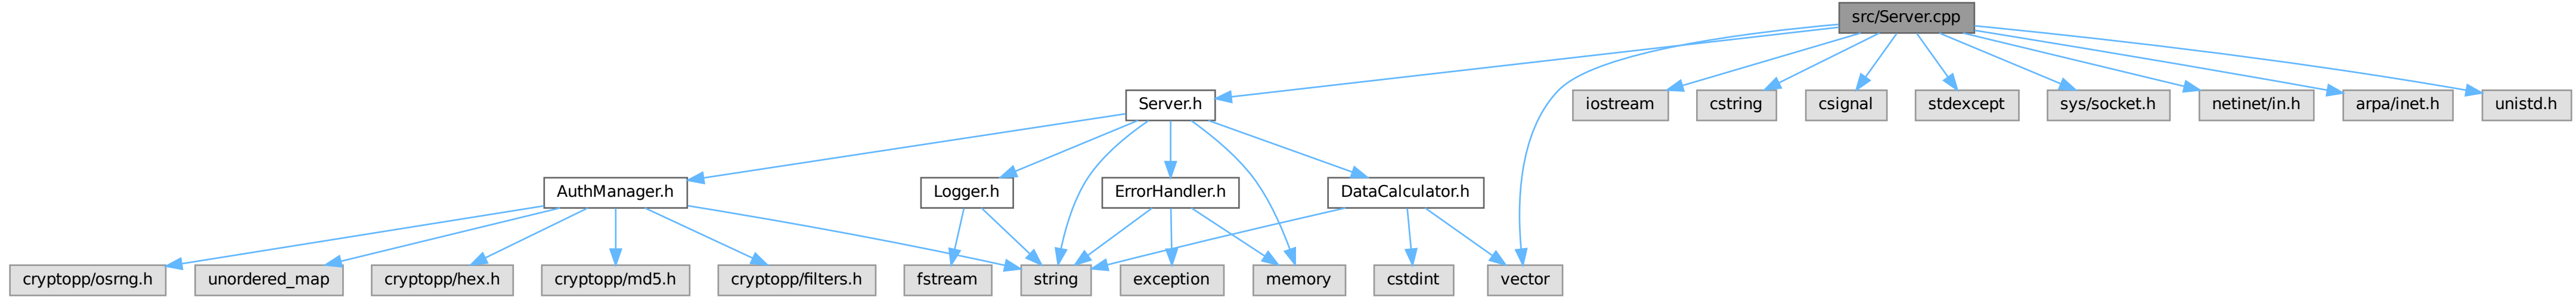 src/Server.cpp
Server.h
iostream
cstring
csignal
stdexcept
sys/socket.h
netinet/in.h
arpa/inet.h
unistd.h
AuthManager.h
Logger.h
ErrorHandler.h
DataCalculator.h
cryptopp/osrng.h
unordered_map
cryptopp/hex.h
cryptopp/md5.h
cryptopp/filters.h
fstream
string
exception
memory
cstdint
vector